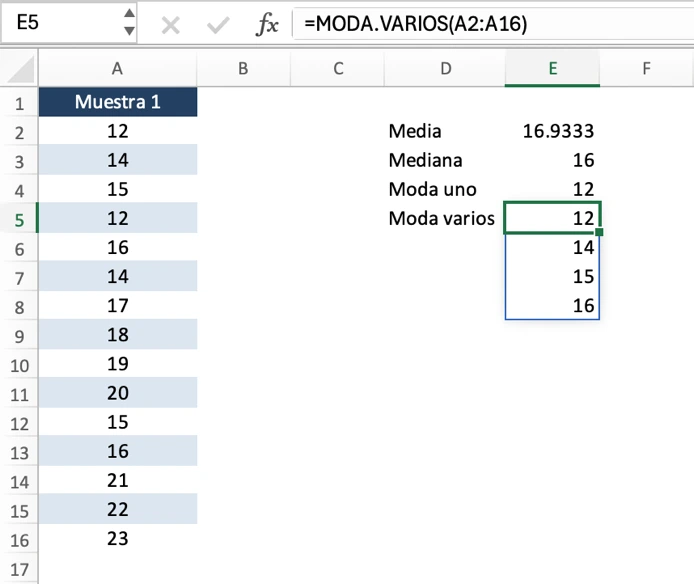 E5 fx =MODA.VARIOS(A2:A16)
A B C D E F
1 Muestra 1
2 12 Media 16.9333
3 14 Mediana 16
4 15 Moda uno 12
5 12 Moda varios 12
6 16 14
7 14 15
8 17 16
9 18
10 19
11 20
12 15
13 16
14 21
15 22
16 23
17